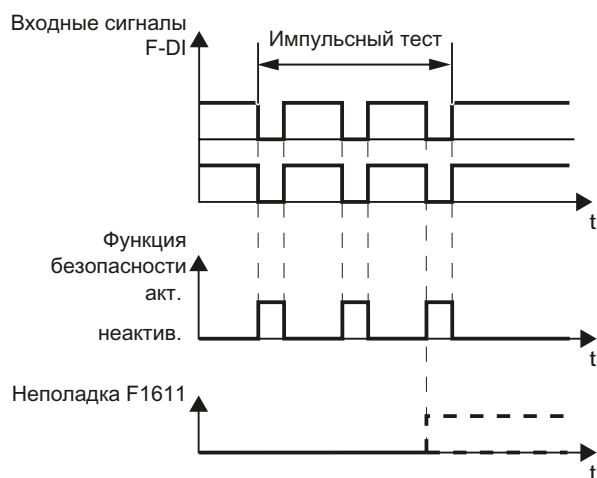 Входные сигналы
F-DI
Импульсный тест
t
Функция
безопасности
акт.
неактив.
t
Неполадка F1611
t